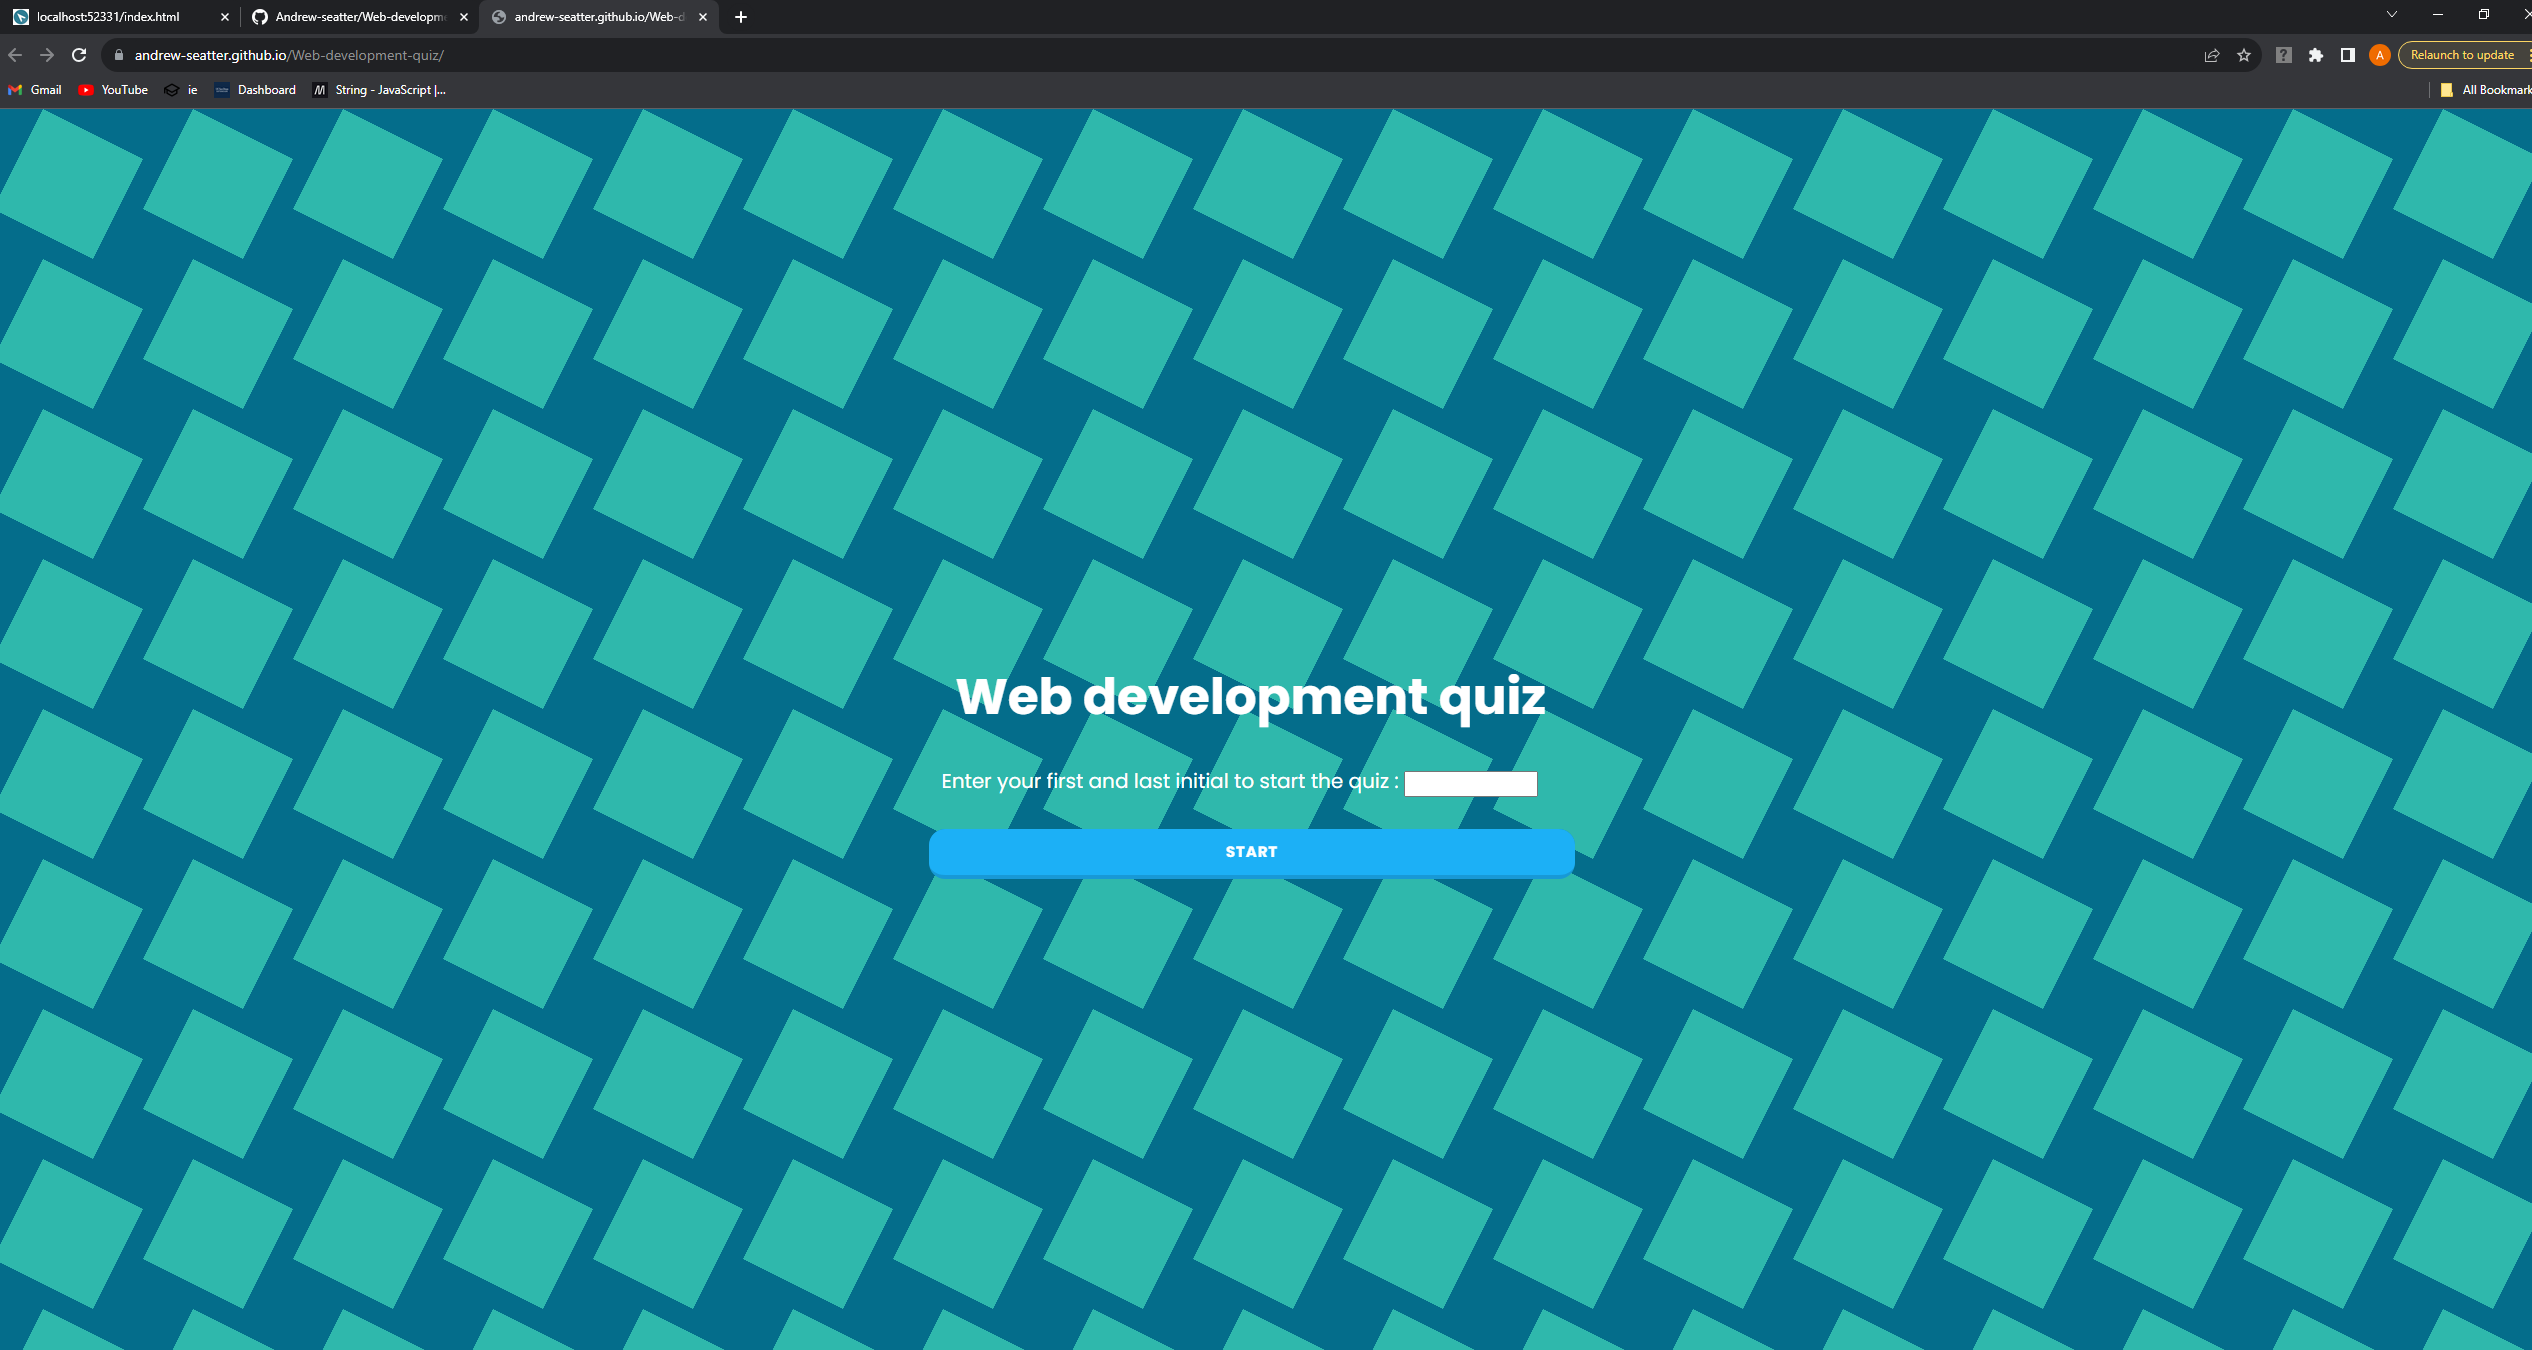 localhost:52331/index.html
Andrew-seatter/Web-developm
andrew-seatter.github.io/Web-d
andrew-seatter.github.io/Web-development-quiz/
A
Relaunch to update
Gmail
YouTube
ie
Dashboard
String - JavaScript |...
All Bookmark
Web development quiz
Enter your first and last initial to start the quiz :
START